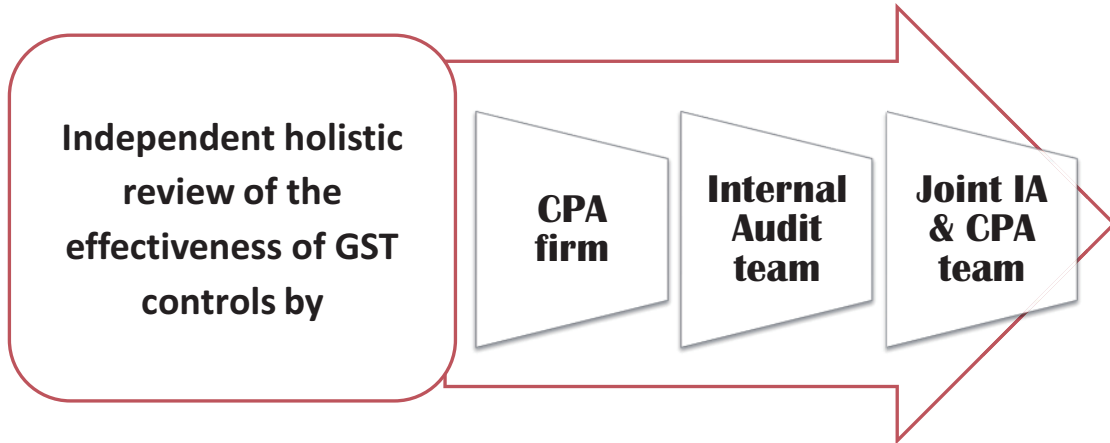 Independent holistic
review of the
effectiveness of GST
controls by
CPA
firm
Internal
Audit
team
Joint IA
& CPA
team